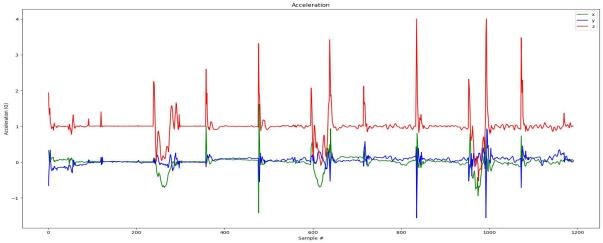 Acceleration
x
y
z
Acceleration (G)
4
3
2
1
0
−1
0
200
400
600
800
1000
1200
Sample #